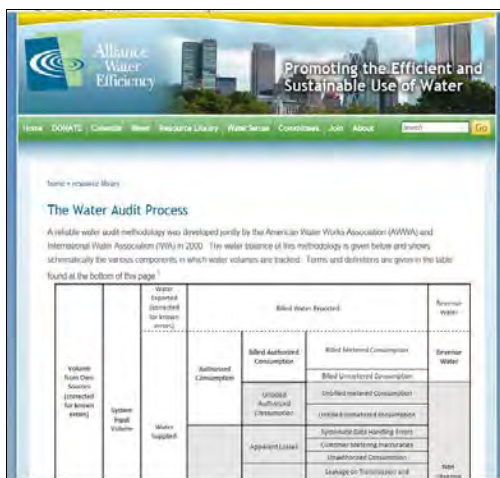 Alliance
for Water
Efficiency
Promoting the Efficient and
Sustainable Use of Water
Home DONATE Calendar News Resource Library WaterSense Committees Join About Search Go
home » resource library
The Water Audit Process
A reliable water audit methodology was developed jointly by the American Water Works Association (AWWA) and
International Water Association (IWA) in 2000. The water balance of this methodology is given below and shows
schematically the various components in which water volumes are tracked. Terms and definitions are given in the table
found at the bottom of this page
Volume
from Own
Sources
(corrected
for known
errors)
System
Input
Volume
Water
Exported
(corrected
for known
errors)
Billed Water Exported
Revenue
Water
Water
Supplied
Authorized
Consumption
Billed Authorized
Consumption
Billed Metered Consumption
Revenue
Water
Billed Unmetered Consumption
Unbilled
Authorized
Consumption
Unbilled Metered Consumption
Unbilled Unmetered Consumption
Apparent Losses
Systematic Data Handling Errors
Customer Metering Inaccuracies
Unauthorized Consumption
Leakage on Transmission and
Non